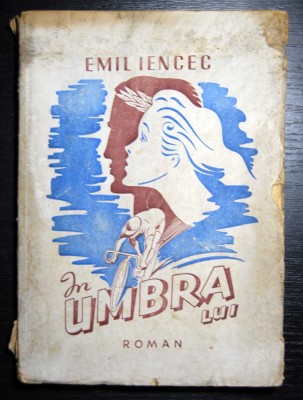 EMIL IENCEC
În
UMBRA
LUI
ROMAN